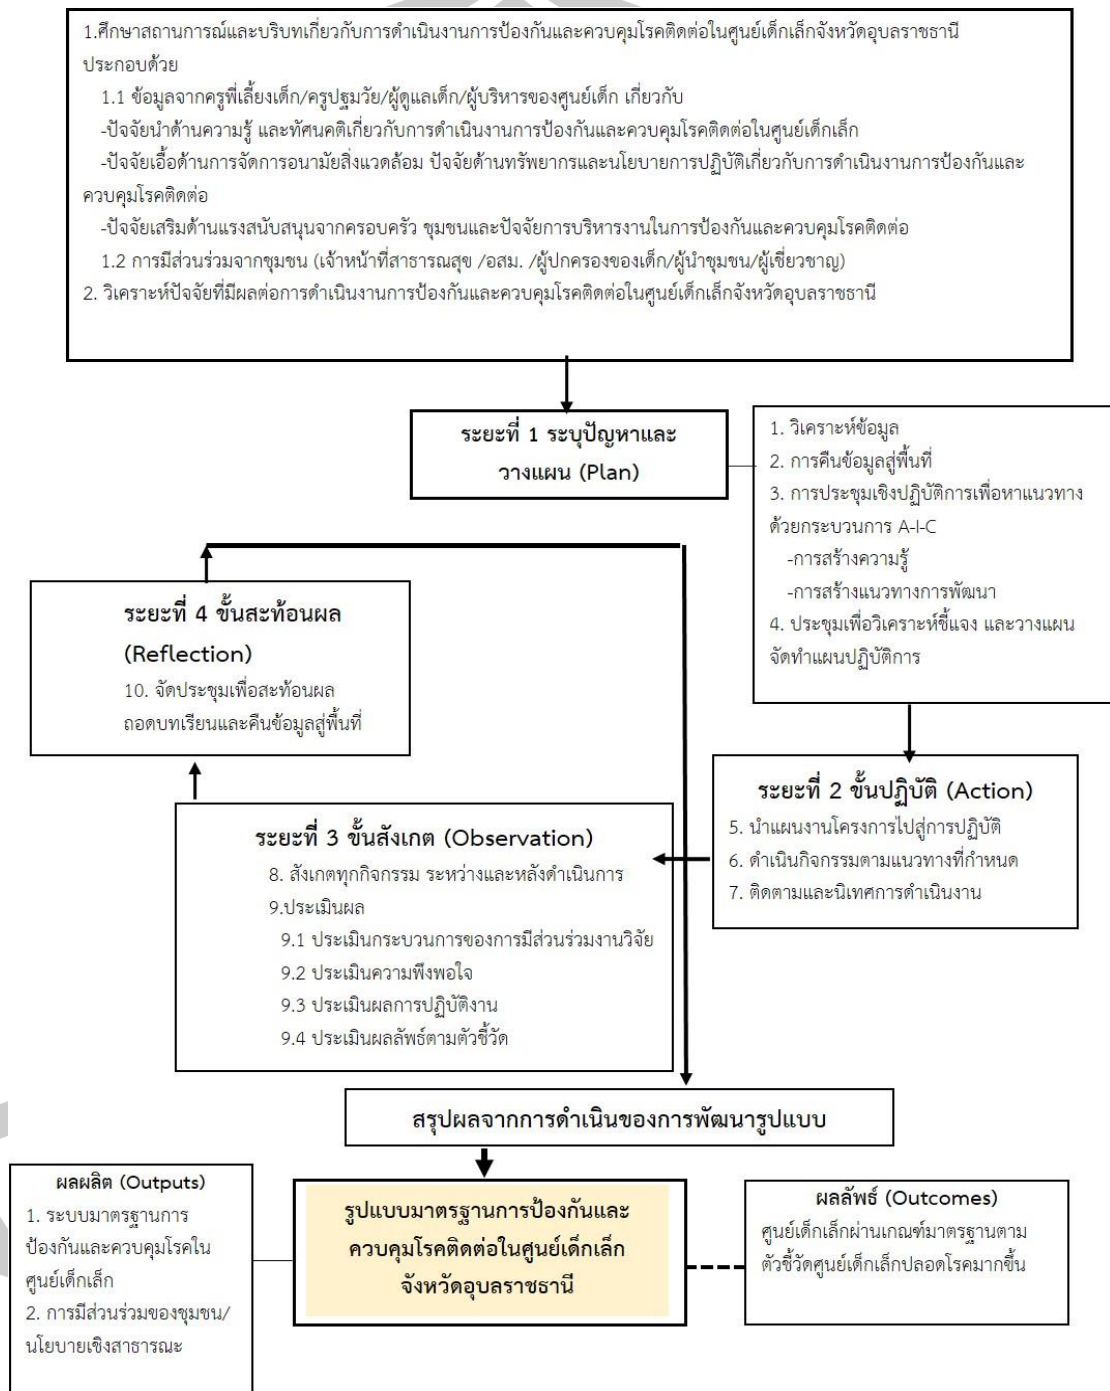 1.ศึกษาสถานการณ์และบริบทเกี่ยวกับการดำเนินงานการป้องกันและควบคุมโรคติดต่อในศูนย์เด็กเล็กจังหวัดอุบลราชธานี
ประกอบด้วย
1.1 ข้อมูลจากครูพี่เลี้ยงเด็ก/ครูปฐมวัย/ผู้ดูแลเด็ก/ผู้บริหารของศูนย์เด็ก เกี่ยวกับ
-ปัจจัยนำด้านความรู้ และทัศนคติเกี่ยวกับการดำเนินงานการป้องกันและควบคุมโรคติดต่อในศูนย์เด็กเล็ก
-ปัจจัยเอื้อด้านการจัดการอนามัยสิ่งแวดล้อม ปัจจัยด้านทรัพยากรและนโยบายการปฏิบัติเกี่ยวกับการดำเนินงานการป้องกันและ
ควบคุมโรคติดต่อ
-ปัจจัยเสริมด้านแรงสนับสนุนจากครอบครัว ชุมชนและปัจจัยการบริหารงานในการป้องกันและควบคุมโรคติดต่อ
1.2 การมีส่วนร่วมจากชุมชน (เจ้าหน้าที่สาธารณสุข /อสม. /ผู้ปกครองของเด็ก/ผู้นำชุมชน/ผู้เชี่ยวชาญ)
2. วิเคราะห์ปัจจัยที่มีผลต่อการดำเนินงานการป้องกันและควบคุมโรคติดต่อในศูนย์เด็กเล็กจังหวัดอุบลราชธานี
ระยะที่ 1 ระบุปัญหาและ
วางแผน (Plan)
1. วิเคราะห์ข้อมูล
2. การคืนข้อมูลสู่พื้นที่
3. การประชุมเชิงปฏิบัติการเพื่อหาแนวทาง
ด้วยกระบวนการ A-I-C
-การสร้างความรู้
-การสร้างแนวทางการพัฒนา
4. ประชุมเพื่อวิเคราะห์ชี้แจง และวางแผน
จัดทำแผนปฏิบัติการ
ระยะที่ 4 ขั้นสะท้อนผล
(Reflection)
10. จัดประชุมเพื่อสะท้อนผล
ถอดบทเรียนและคืนข้อมูลสู่พื้นที่
ระยะที่ 2 ขั้นปฏิบัติ (Action)
5. นำแผนงานโครงการไปสู่การปฏิบัติ
6. ดำเนินกิจกรรมตามแนวทางที่กำหนด
7. ติดตามและนิเทศการดำเนินงาน
ระยะที่ 3 ขั้นสังเกต (Observation)
8. สังเกตทุกกิจกรรม ระหว่างและหลังดำเนินการ
9.ประเมินผล
9.1 ประเมินกระบวนการของการมีส่วนร่วมงานวิจัย
9.2 ประเมินความพึงพอใจ
9.3 ประเมินผลการปฏิบัติงาน
9.4 ประเมินผลลัพธ์ตามตัวชี้วัด
สรุปผลจากการดำเนินของการพัฒนารูปแบบ
ผลผลิต (Outputs)
1. ระบบมาตรฐานการ
ป้องกันและควบคุมโรคใน
ศูนย์เด็กเล็ก
2. การมีส่วนร่วมของชุมชน/
นโยบายเชิงสาธารณะ
รูปแบบมาตรฐานการป้องกันและ
ควบคุมโรคติดต่อในศูนย์เด็กเล็ก
จังหวัดอุบลราชธานี
ผลลัพธ์ (Outcomes)
ศูนย์เด็กเล็กผ่านเกณฑ์มาตรฐานตาม
ตัวชี้วัดศูนย์เด็กเล็กปลอดโรคมากขึ้น